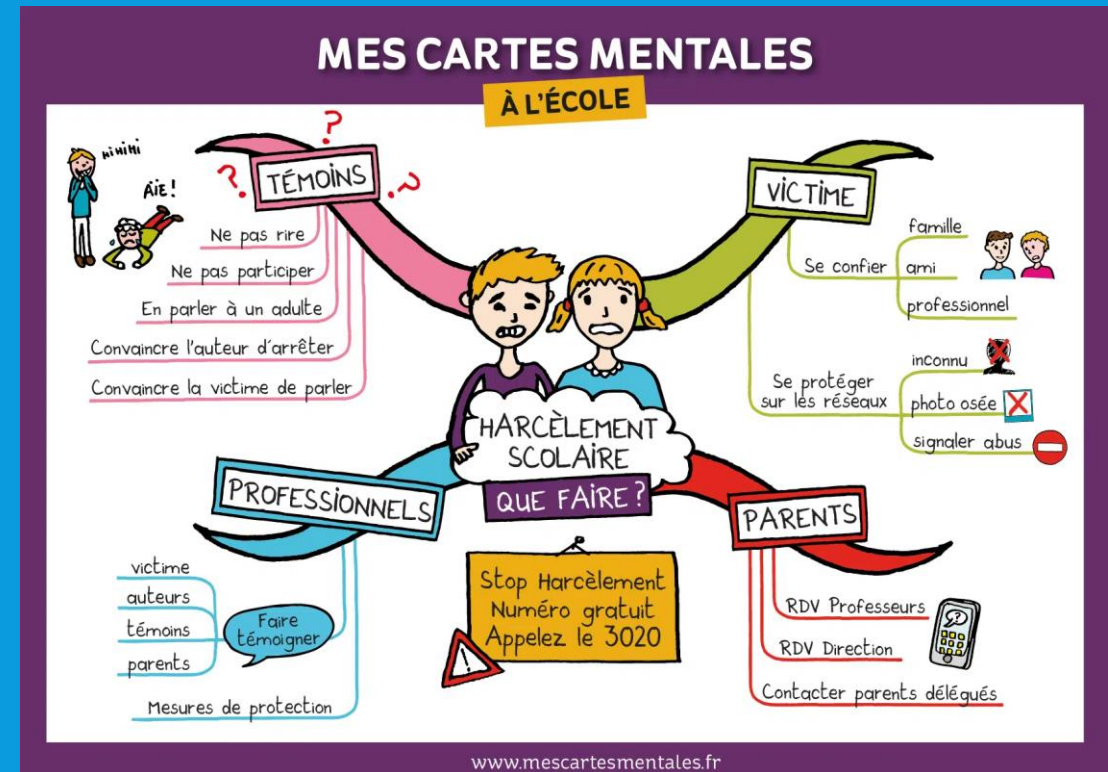 MES CARTES MENTALES
À L'ÉCOLE
HIHIHI
AÏE !
?
?
?
TÉMOINS
Ne pas rire
Ne pas participer
En parler à un adulte
Convaincre l'auteur d'arrêter
Convaincre la victime de parler
VICTIME
Se confier
famille
ami
professionnel
Se protéger
sur les réseaux
inconnu
photo osée
signaler abus
HARCÈLEMENT
SCOLAIRE
QUE FAIRE ?
PROFESSIONNELS
Faire
témoigner
victime
auteurs
témoins
parents
Mesures de protection
Stop Harcèlement
Numéro gratuit
Appelez le 3020
!
PARENTS
RDV Professeurs
RDV Direction
Contacter parents délégués
?
www.mescartesmentales.fr